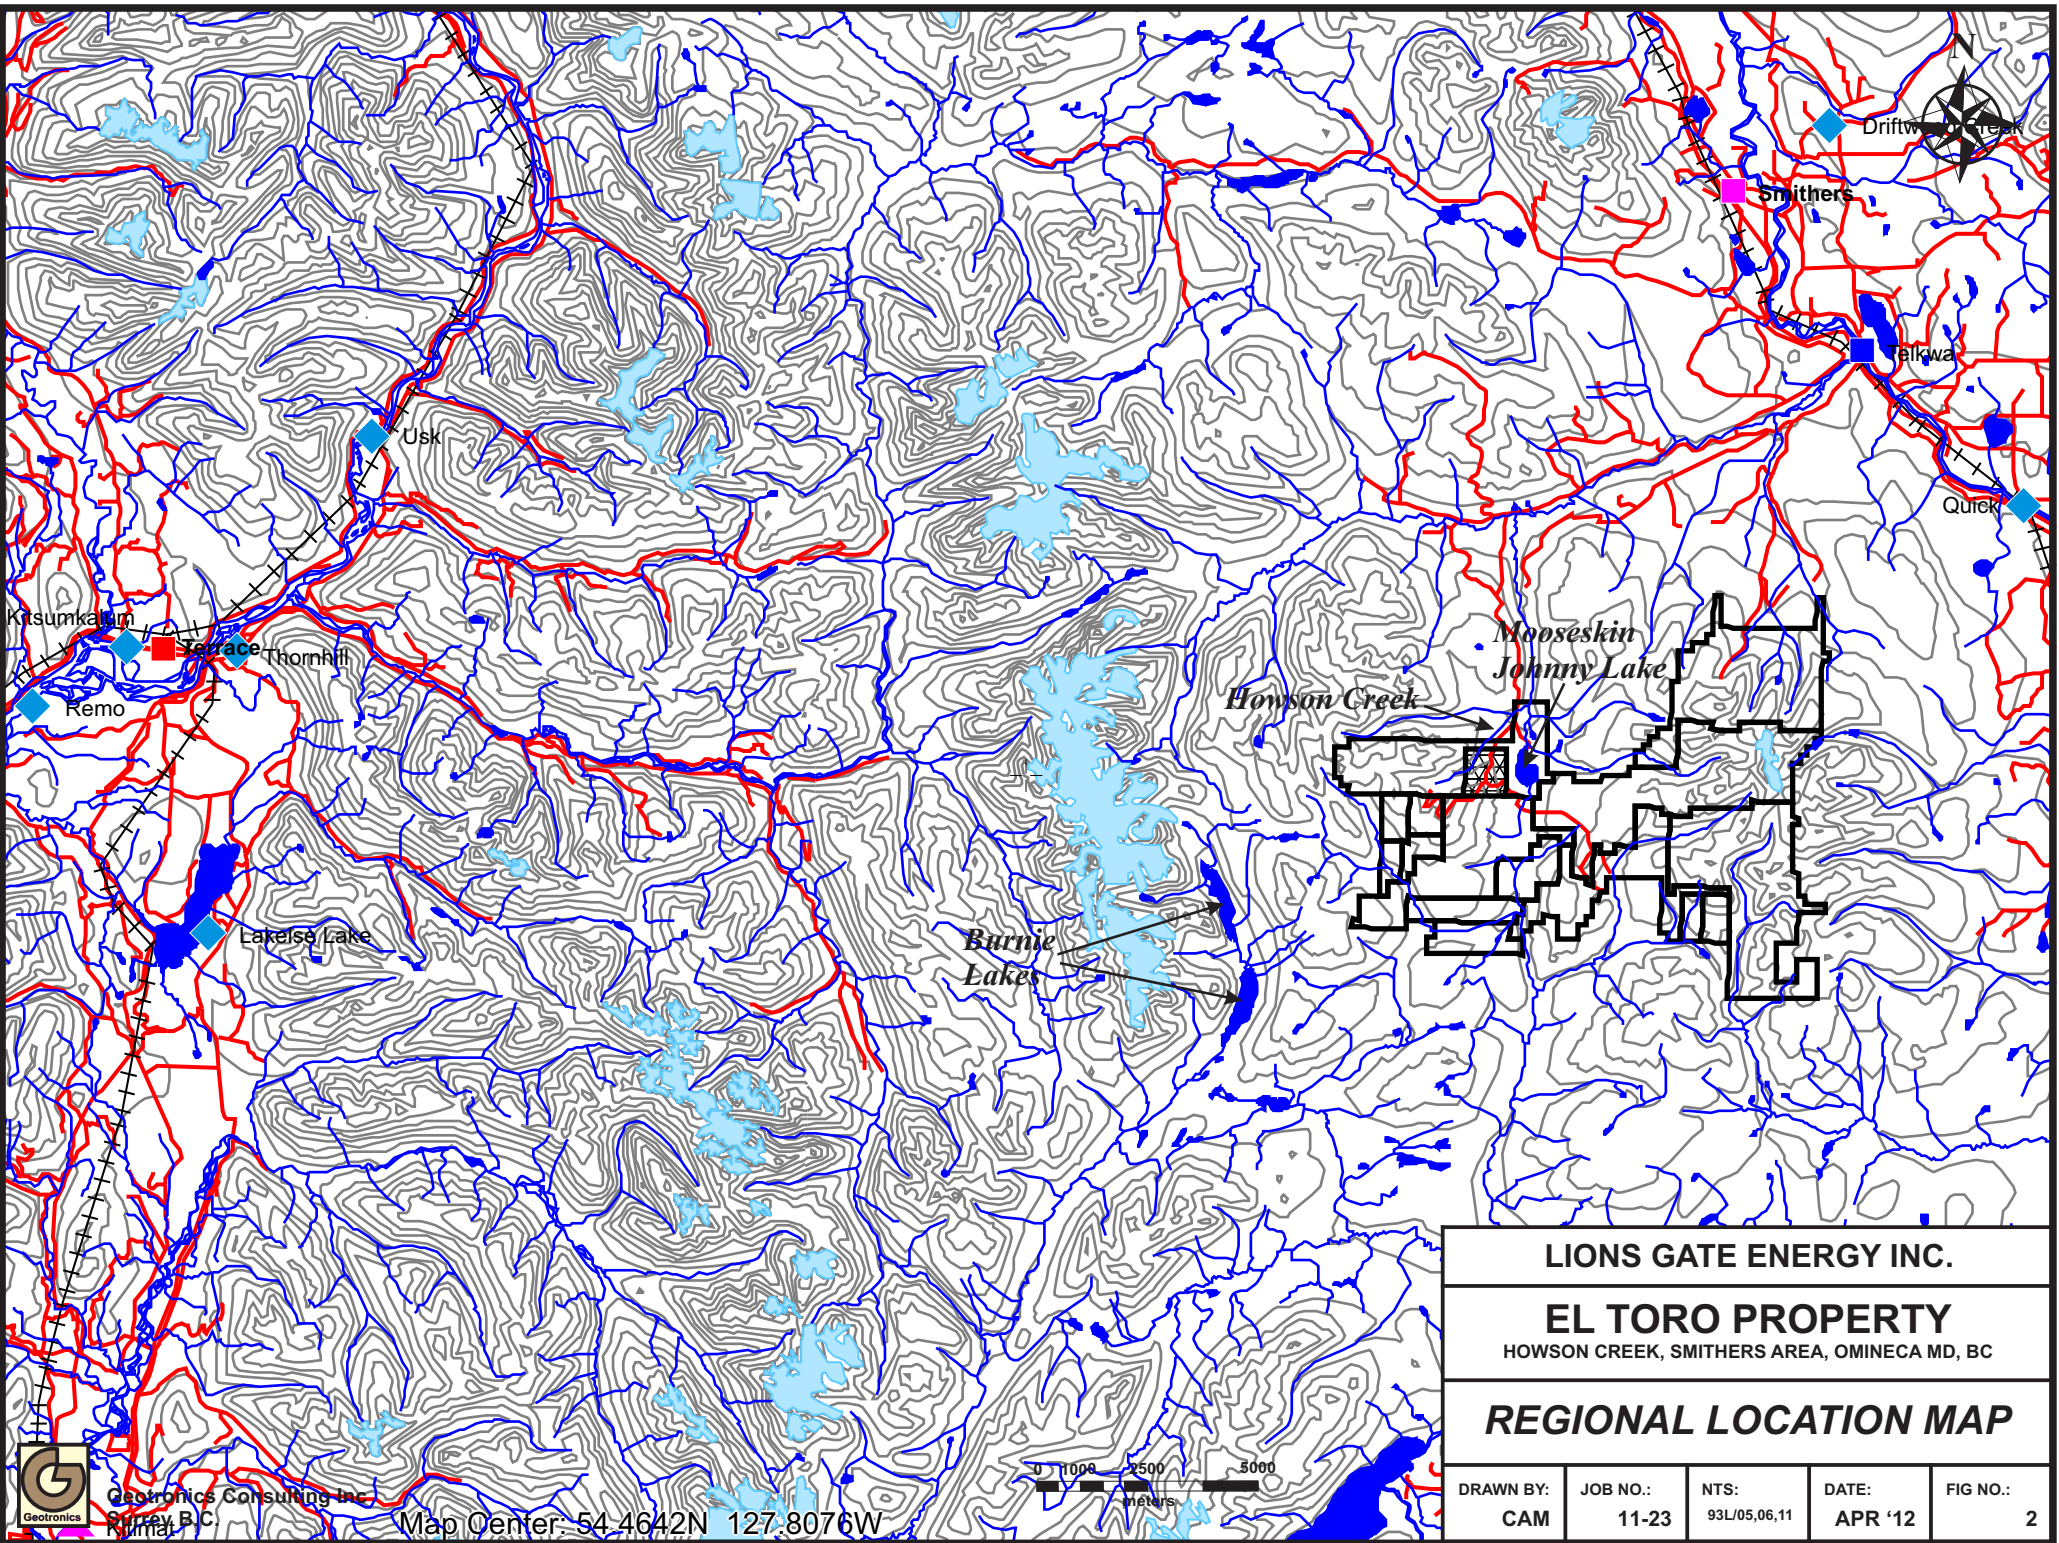 N
Driftwood Creek
Smithers
Telkwa
Usk
Quick
Kitsumkalum
Terrace
Thornhill
Remo
Mooseskin
Johnny Lake
Howson Creek
Lakelse Lake
Burnie
Lakes
LIONS GATE ENERGY INC.
EL TORO PROPERTY
HOWSON CREEK, SMITHERS AREA, OMINECA MD, BC
REGIONAL LOCATION MAP
DRAWN BY: JOB NO.: NTS: DATE: FIG NO.:
CAM 11-23 93L/05,06,11 APR '12 2
0 1000 2500 5000
meters
Geotronics
Geotronics Consulting Inc
Surrey B.C.
Kitimat
Map Center: 54.4642N 127.8076W